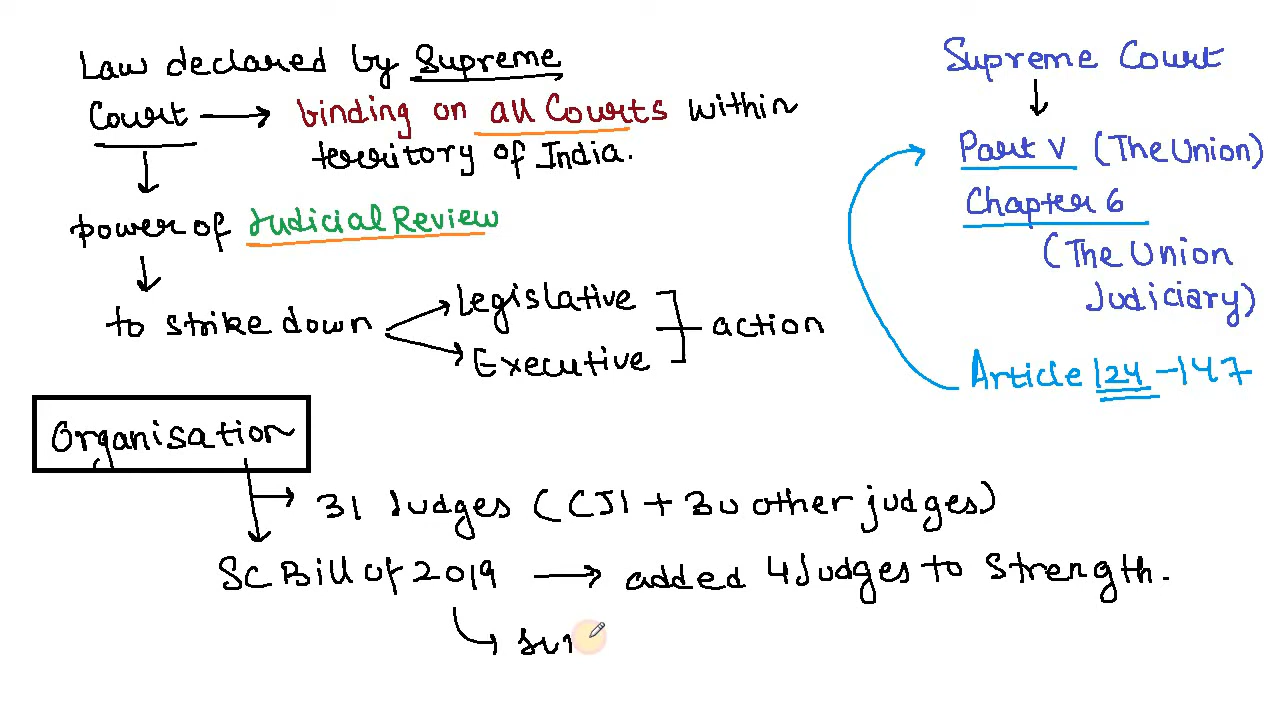 Law declared by Supreme
Court → binding on all Courts within
territory of India.
power of Judicial Review
to strike down
Legislative
Executive
action
Supreme Court
Part V (The Union)
Chapter 6
(The Union
Judiciary)
Article 124-147
Organisation
31 Judges (CJI + 30 other judges)
SC Bill of 2019 → added 4 Judges to strength.